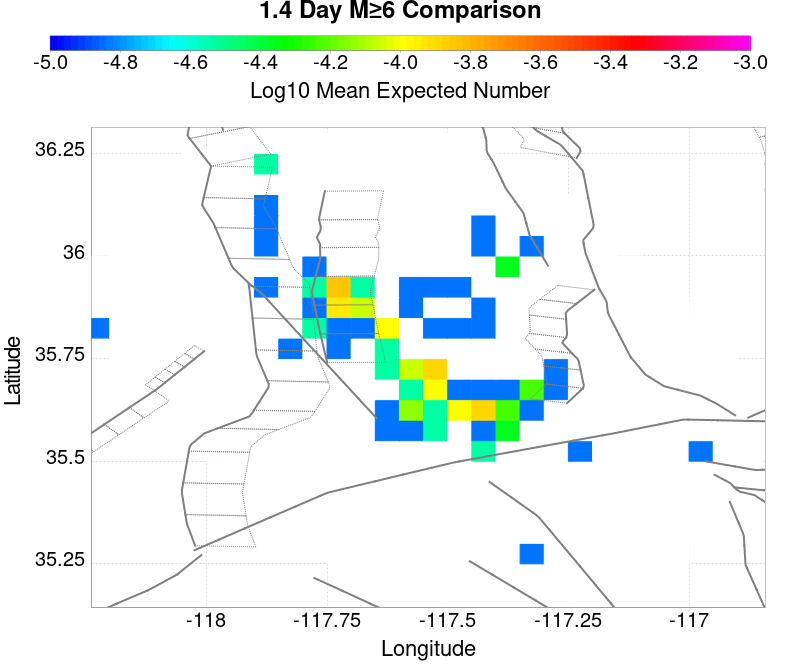 1.4 Day M≥6 Comparison
-5.0 -4.8 -4.6 -4.4 -4.2 -4.0 -3.8 -3.6 -3.4 -3.2 -3.0
Log10 Mean Expected Number
36.25
36
35.75
35.5
35.25
Latitude
-118 -117.75 -117.5 -117.25 -117
Longitude